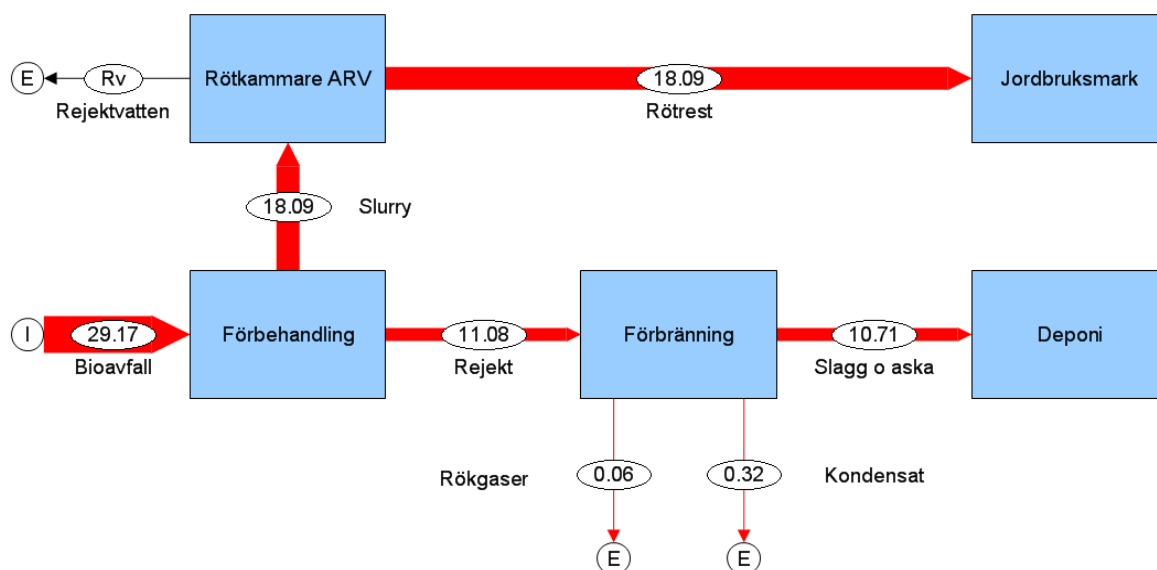 E
Rv
Rötkammare ARV
18.09
Jordbruksmark
Rejektvatten
Rötrest
18.09
Slurry
I
29.17
Förbehandling
11.08
Förbränning
10.71
Deponi
Bioavfall
Rejekt
Slagg o aska
Rökgaser
0.06
0.32
Kondensat
E
E